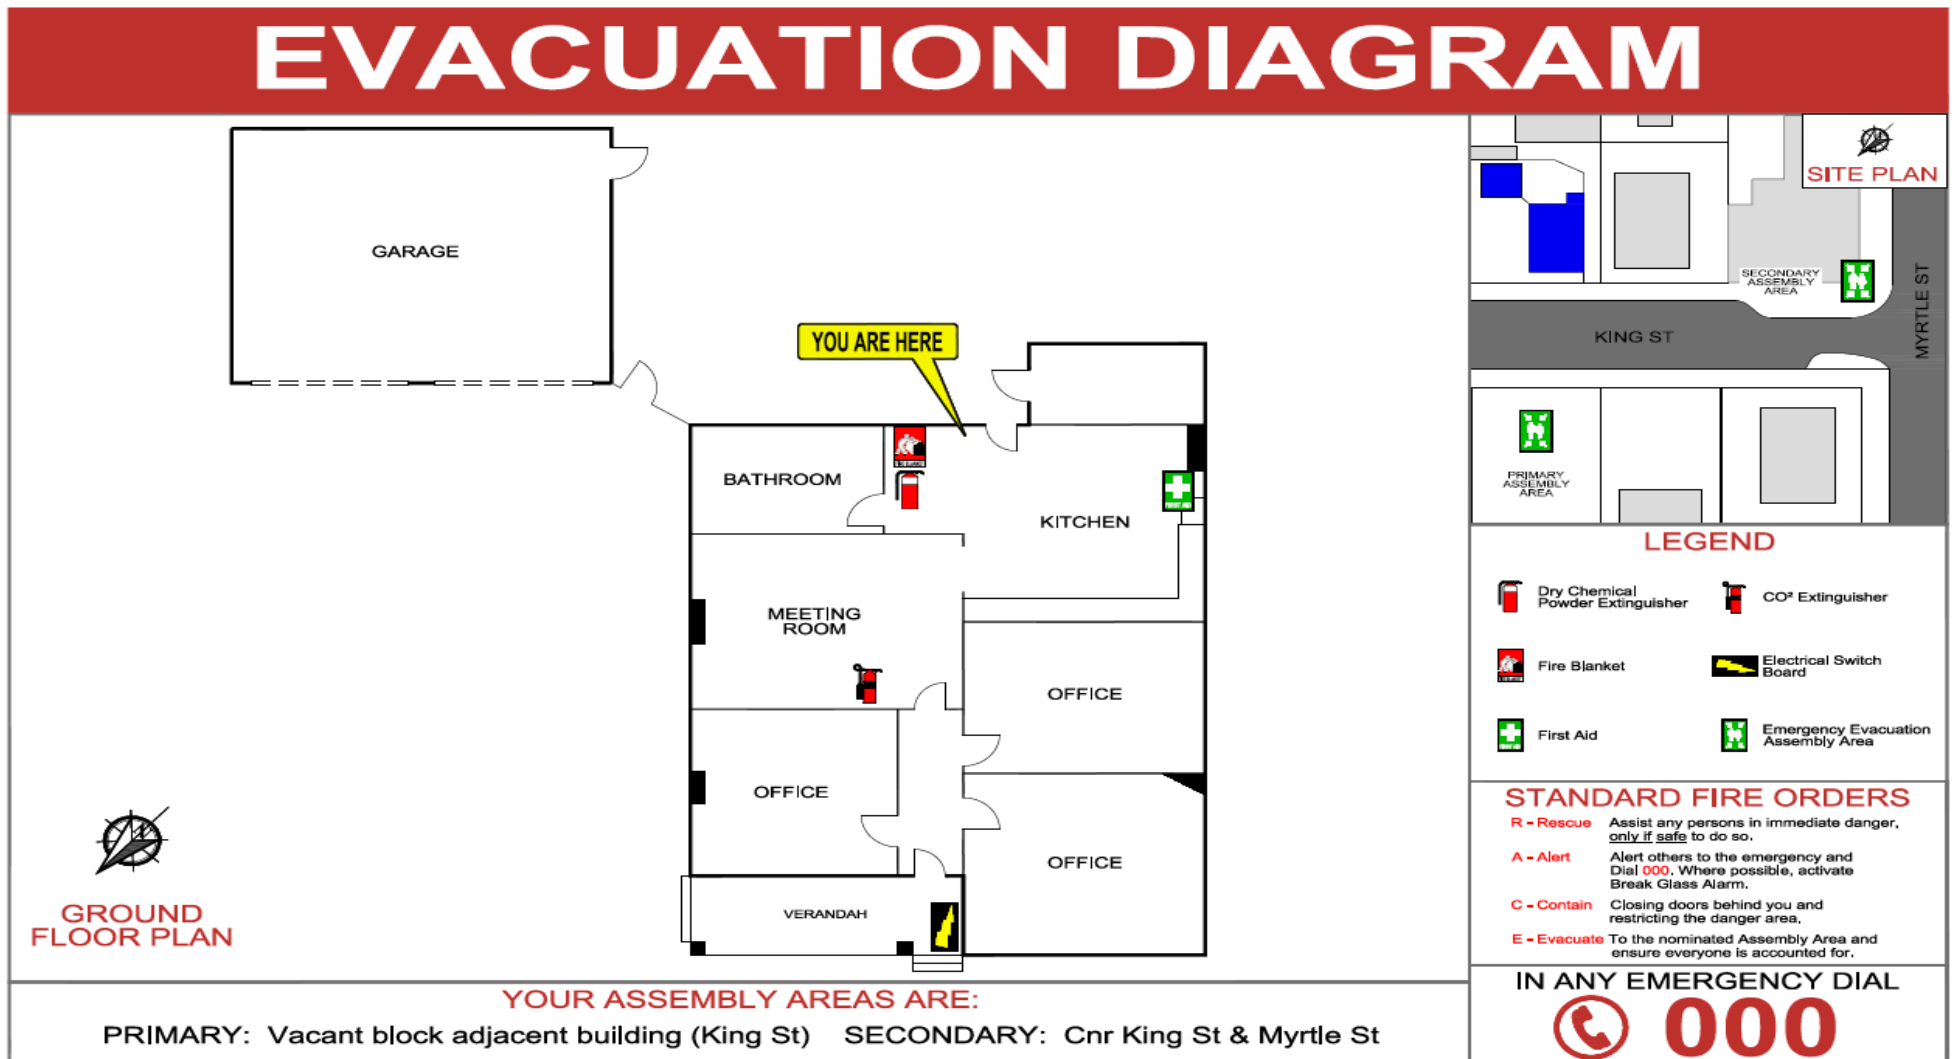 EVACUATION DIAGRAM
GARAGE
YOU ARE HERE
BATHROOM
KITCHEN
MEETING
ROOM
OFFICE
OFFICE
OFFICE
VERANDAH
FIRST AID
N
GROUND
FLOOR PLAN
SITE PLAN
SECONDARY
ASSEMBLY
AREA
MYRTLE ST
KING ST
PRIMARY
ASSEMBLY
AREA
LEGEND
Dry Chemical
Powder Extinguisher
CO² Extinguisher
Fire Blanket
Electrical Switch
Board
First Aid
Emergency Evacuation
Assembly Area
STANDARD FIRE ORDERS
R - Rescue Assist any persons in immediate danger,
only if safe to do so.
A - Alert Alert others to the emergency and
Dial 000. Where possible, activate
Break Glass Alarm.
C - Contain Closing doors behind you and
restricting the danger area.
E - Evacuate To the nominated Assembly Area and
ensure everyone is accounted for.
IN ANY EMERGENCY DIAL
000
YOUR ASSEMBLY AREAS ARE:
PRIMARY: Vacant block adjacent building (King St) SECONDARY: Cnr King St & Myrtle St